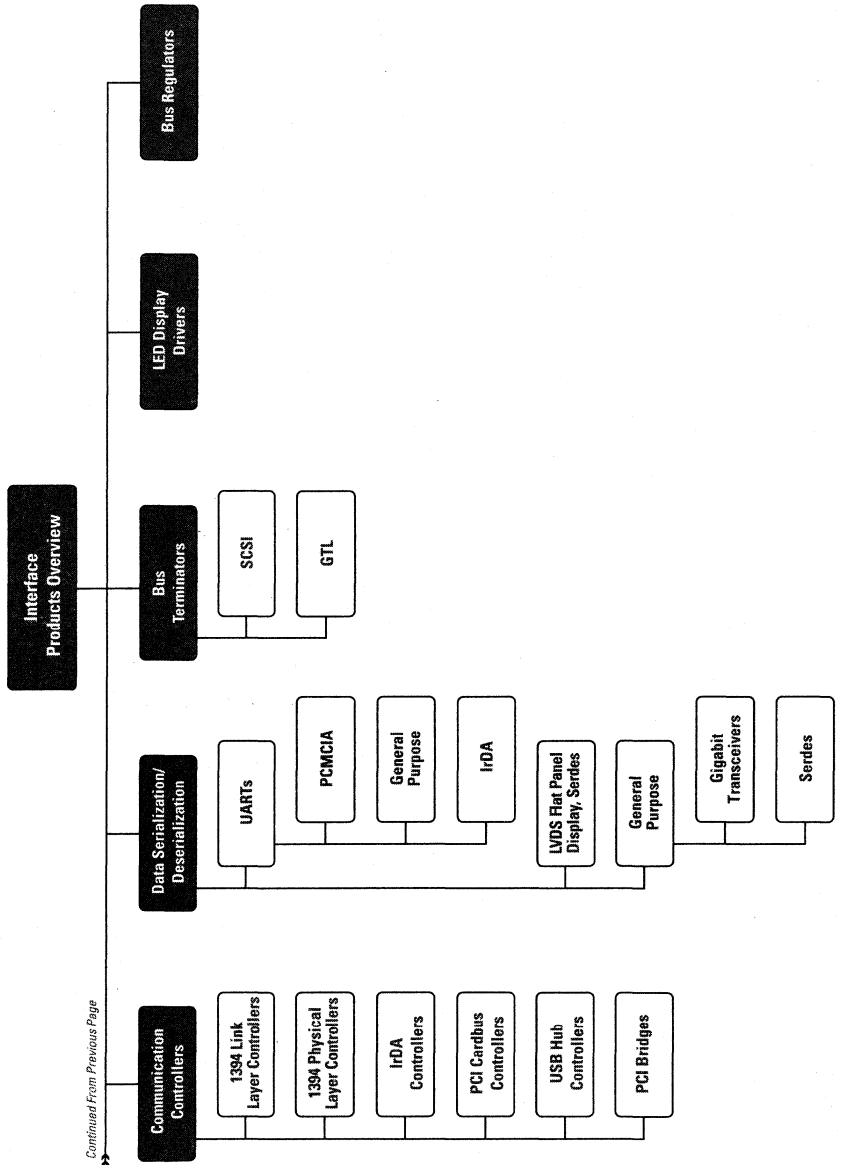 Interface
Products Overview
Continued From Previous Page
Communication
Controllers
1394 Link
Layer Controllers
1394 Physical
Layer Controllers
IrDA
Controllers
PCI Cardbus
Controllers
USB Hub
Controllers
PCI Bridges
Data Serialization/
Deserialization
UARTs
PCMCIA
General
Purpose
IrDA
LVDS Flat Panel
Display, Serdes
General
Purpose
Gigabit
Transceivers
Serdes
Bus
Terminators
SCSI
GTL
LED Display
Drivers
Bus Regulators